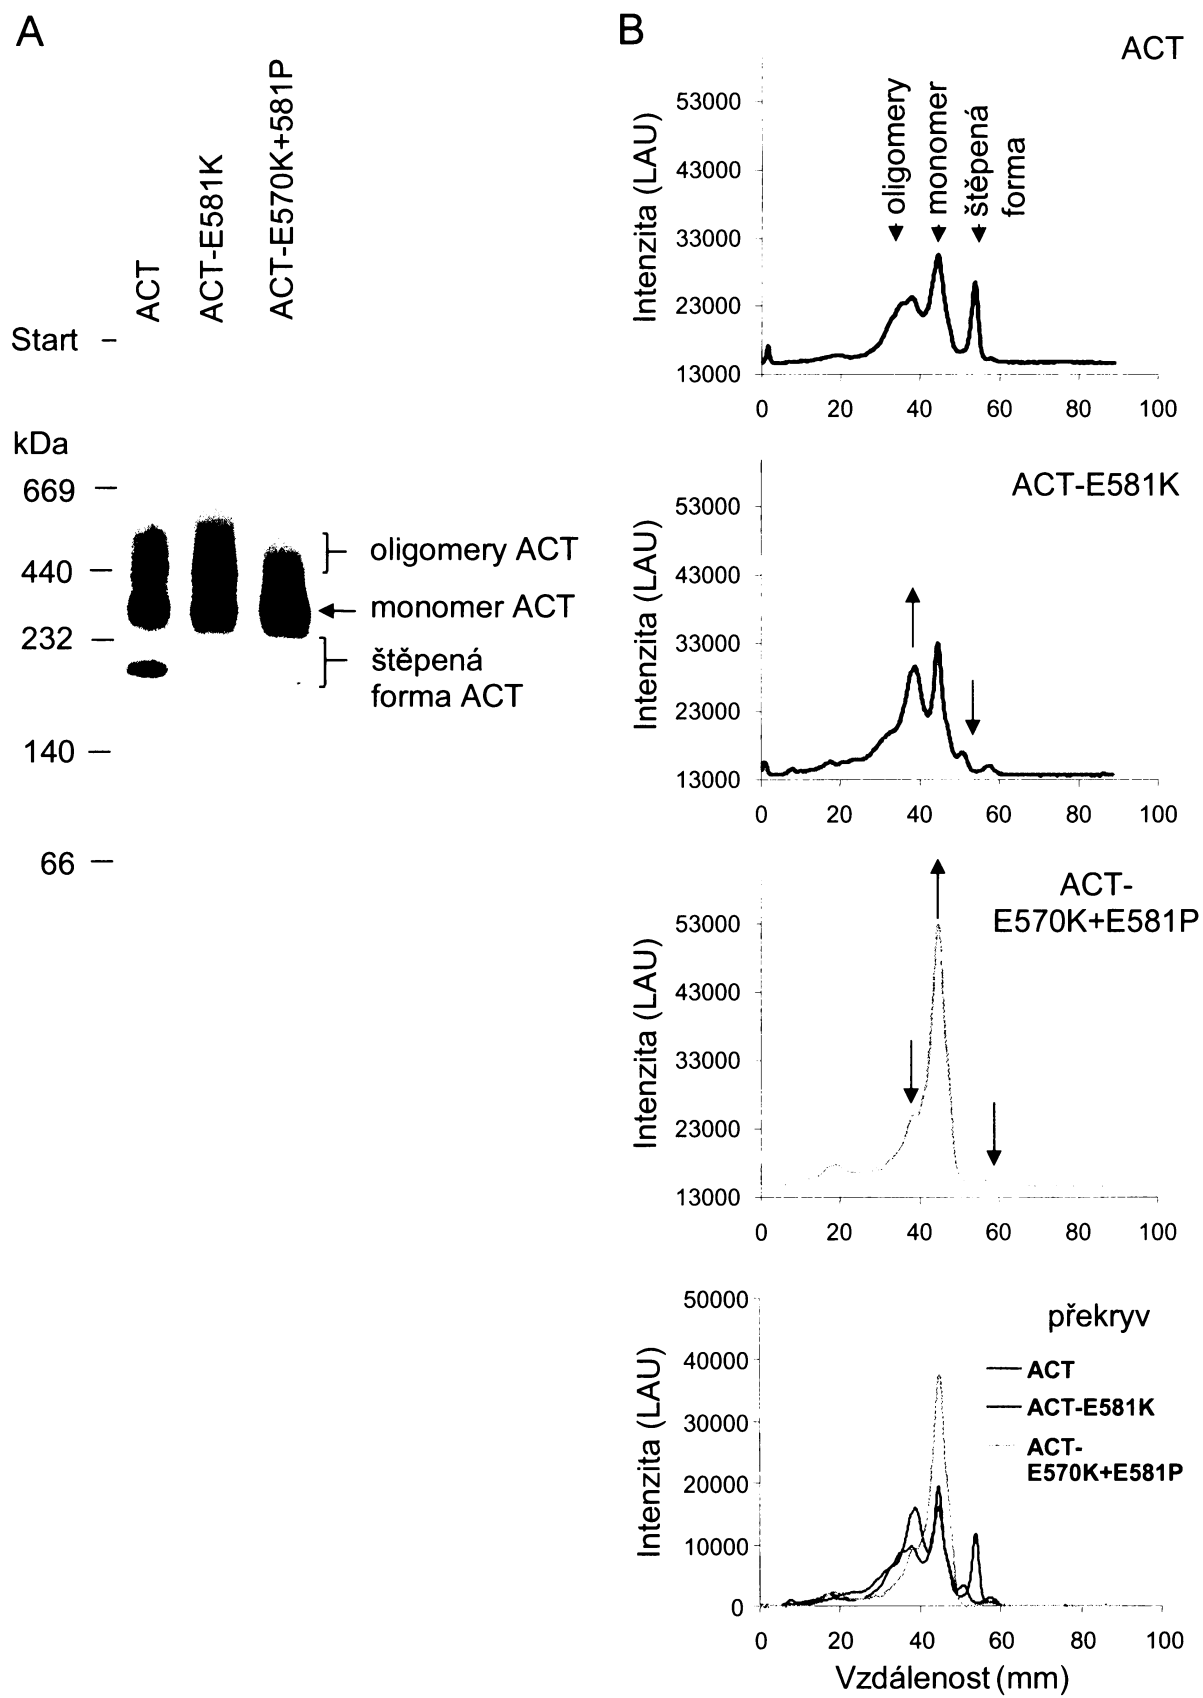 A
ACT
ACT-E581K
ACT-E570K+581P
Start
kDa
669
440
232
140
66
oligomery ACT
monomer ACT
štěpená
forma ACT
B
ACT
Intenzita (LAU)
53000
43000
33000
23000
13000
oligomery
monomer
štěpená
forma
0 20 40 60 80 100
ACT-E581K
Intenzita (LAU)
53000
43000
33000
23000
13000
0 20 40 60 80 100
ACT-
E570K+E581P
Intenzita (LAU)
53000
43000
33000
23000
13000
0 20 40 60 80 100
překryv
Intenzita (LAU)
50000
40000
30000
20000
10000
0
ACT
ACT-E581K
ACT-
E570K+E581P
0 20 40 60 80 100
Vzdálenost (mm)